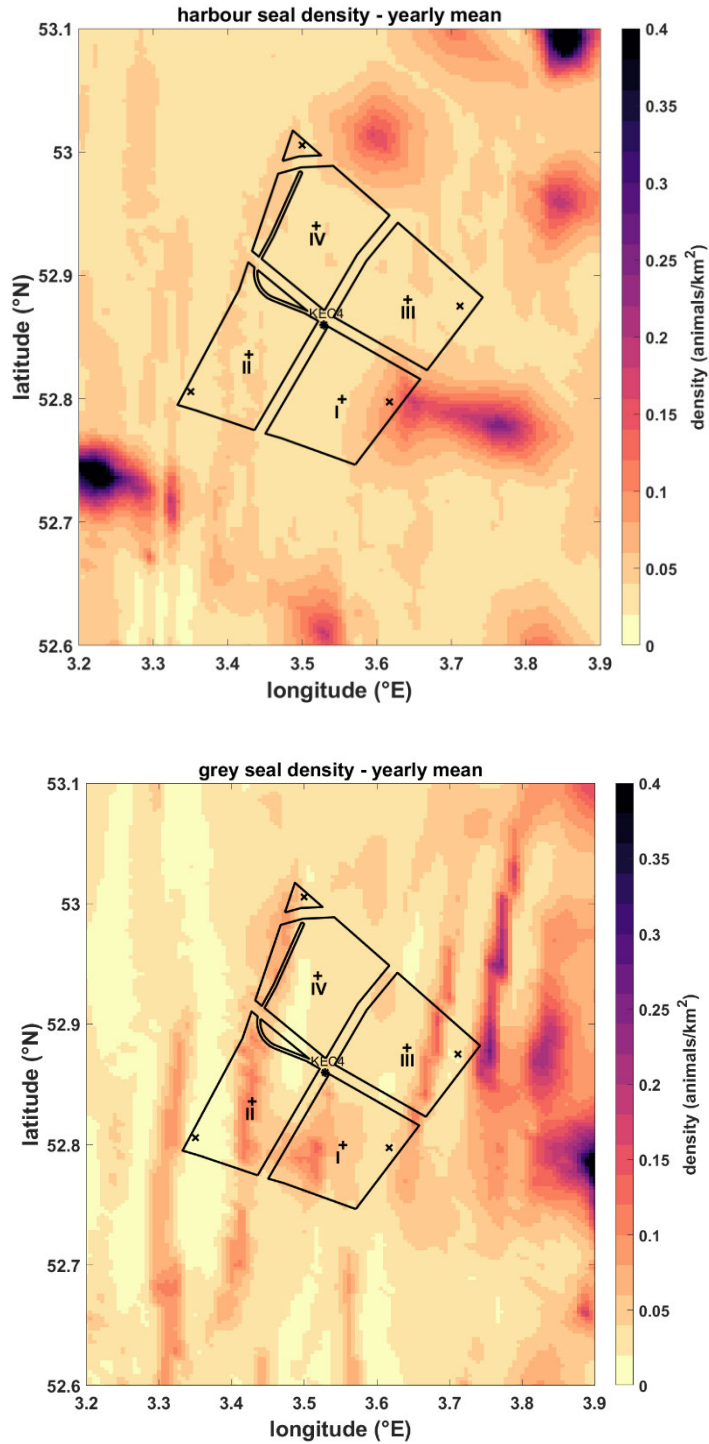 harbour seal density - yearly mean
53.1
53
52.9
52.8
52.7
52.6
latitude (°N)
3.2 3.3 3.4 3.5 3.6 3.7 3.8 3.9
longitude (°E)
IV
III
KEC4
II
I
0.4
0.35
0.3
0.25
0.2
0.15
0.1
0.05
0
density (animals/km²)
grey seal density - yearly mean
53.1
53
52.9
52.8
52.7
52.6
latitude (°N)
3.2 3.3 3.4 3.5 3.6 3.7 3.8 3.9
longitude (°E)
IV
III
KEC4
II
I
0.4
0.35
0.3
0.25
0.2
0.15
0.1
0.05
0
density (animals/km²)